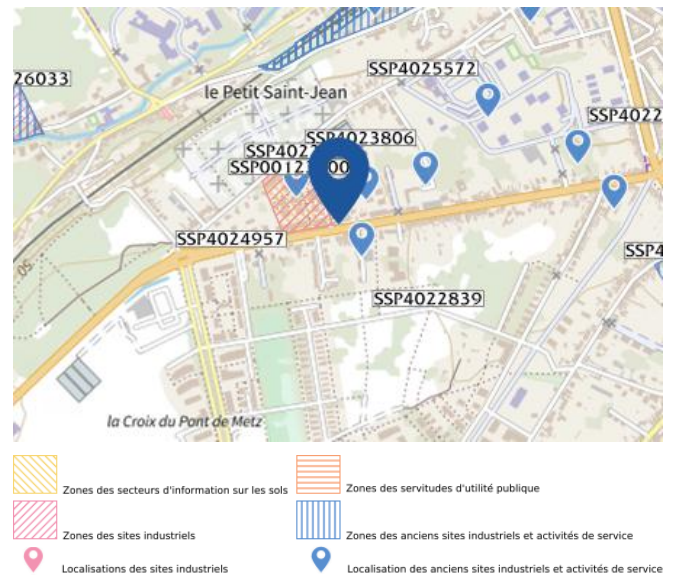 26033
SSP4025572
le Petit Saint-Jean
SSP4022
SSP4023806
SSP402
SSP0012 00
SSP4024957
SSP4
50
SSP4022839
la Croix du Pont de Metz
Zones des secteurs d'information sur les sols
Zones des servitudes d'utilité publique
Zones des sites industriels
Zones des anciens sites industriels et activités de service
Localisations des sites industriels
Localisation des anciens sites industriels et activités de service